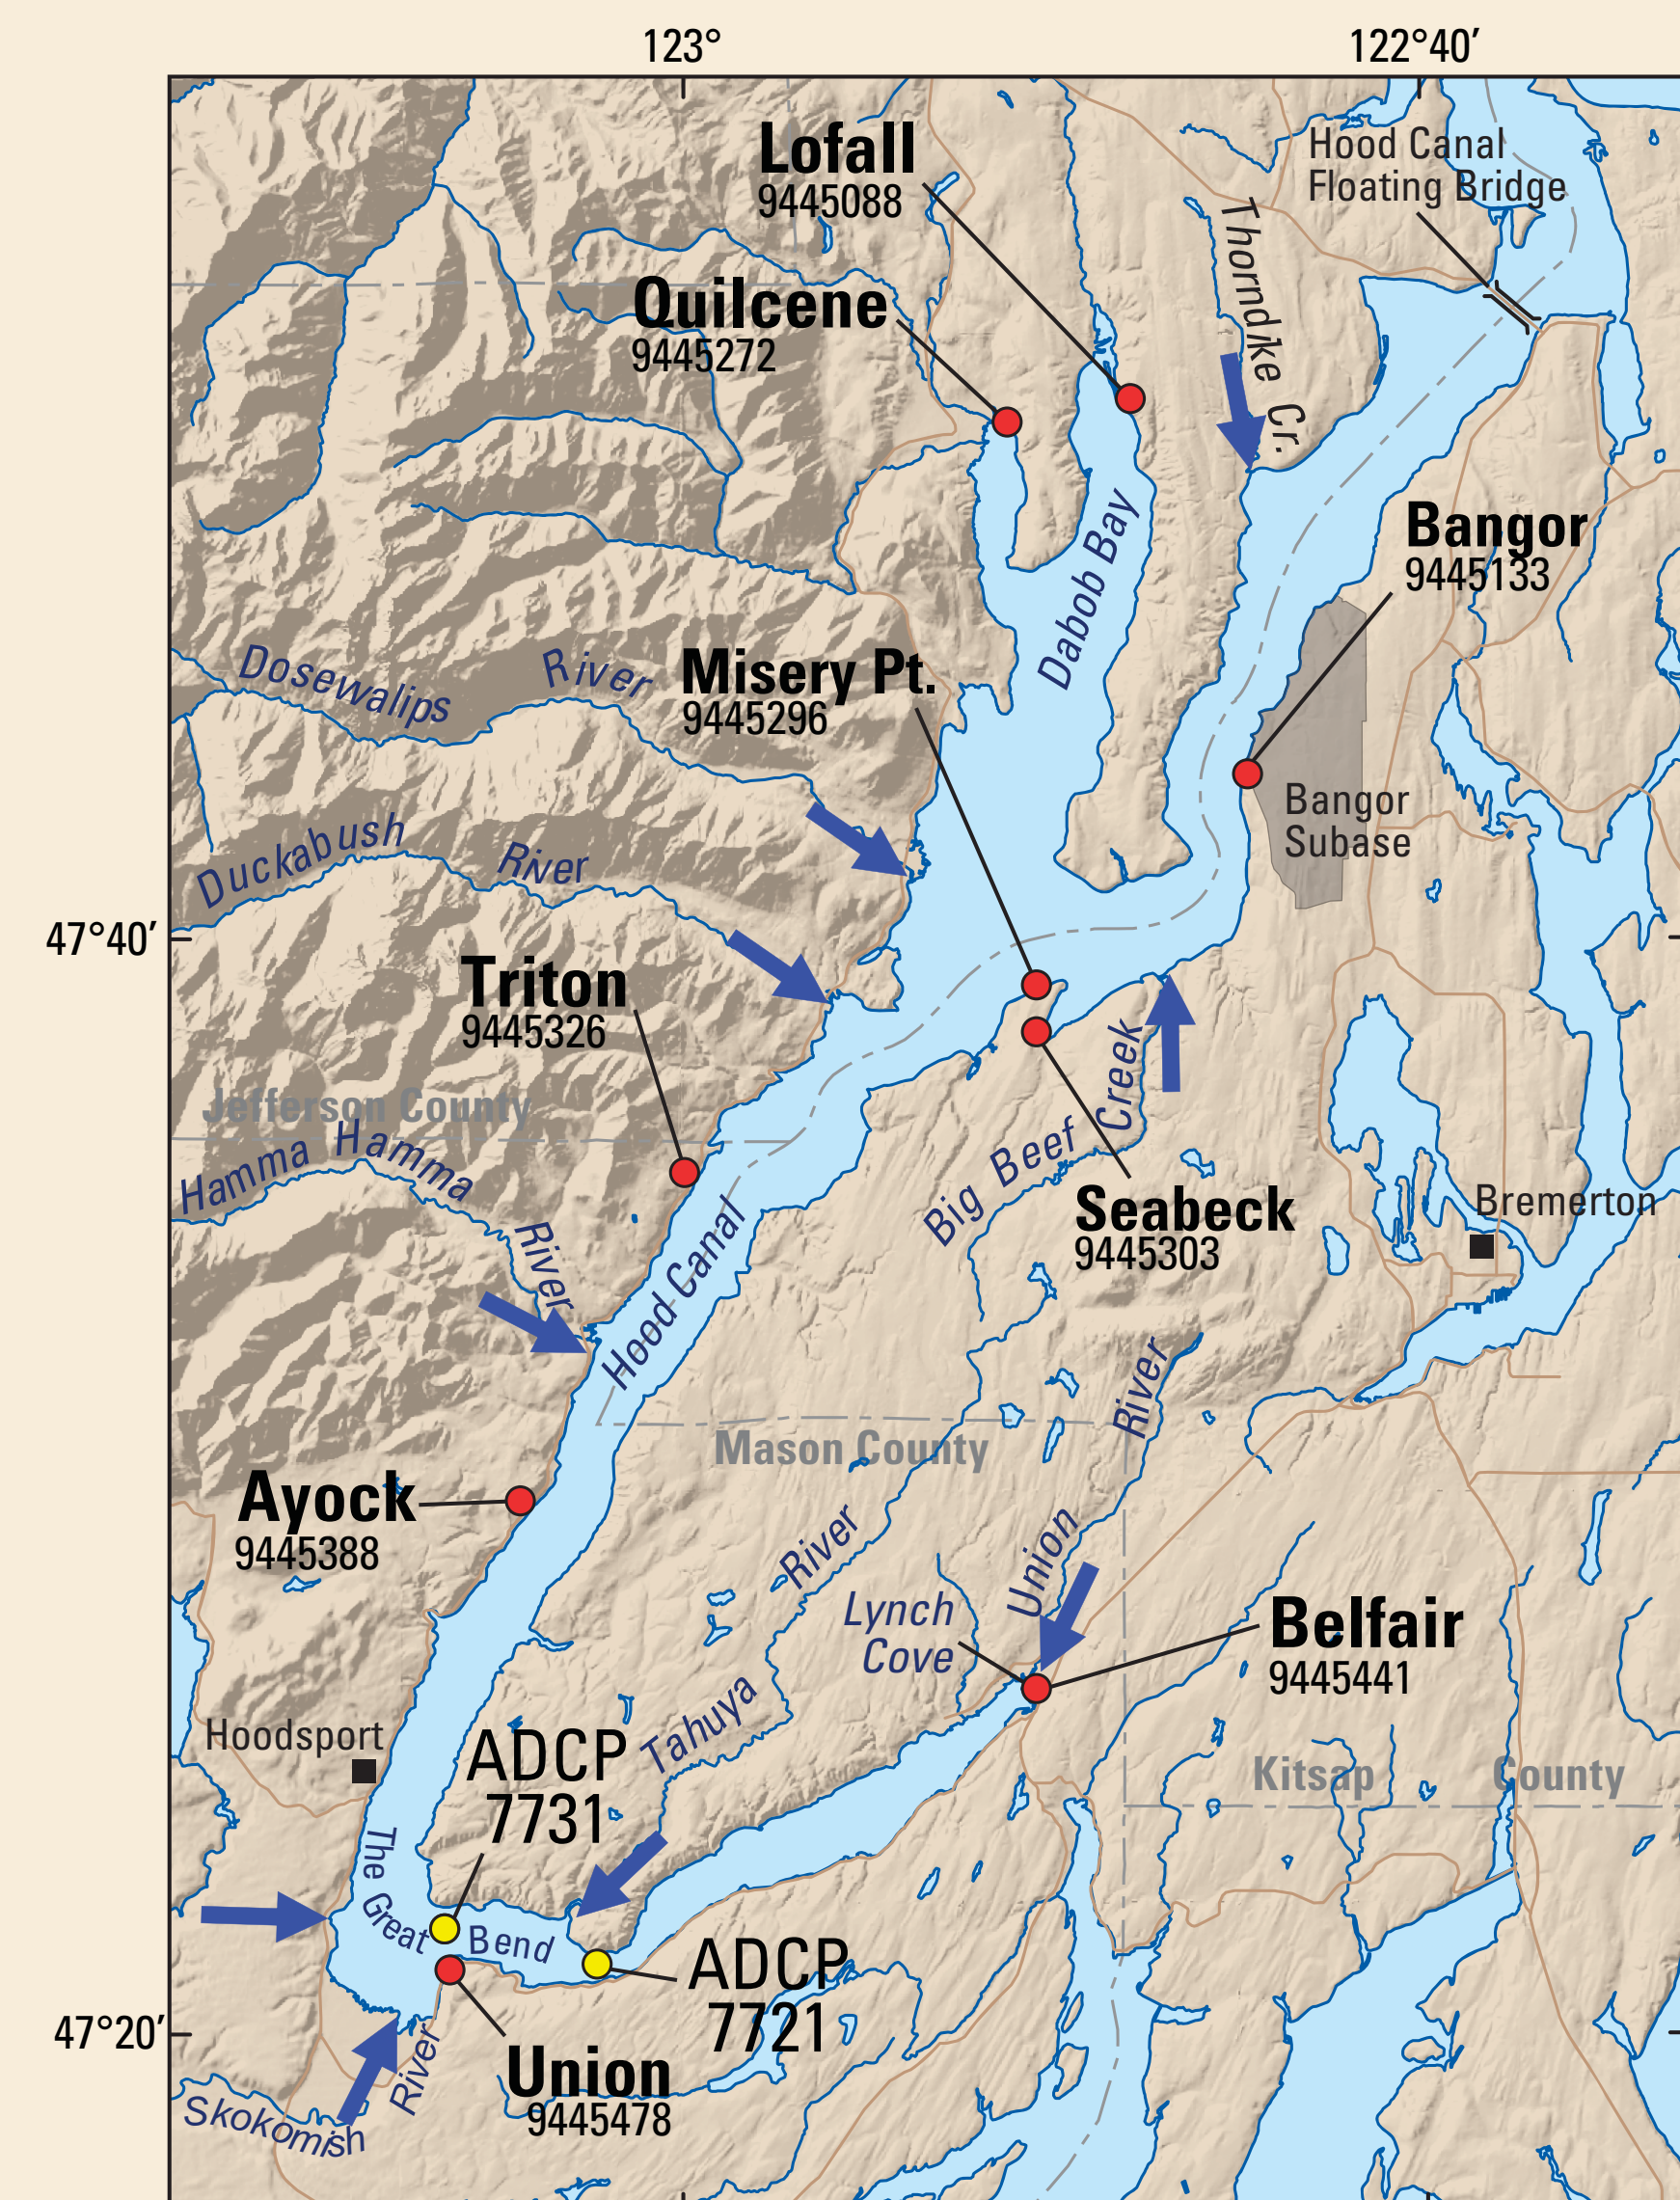 123°
122°40′
Lofall
9445088
Hood Canal
Floating Bridge
Thorndike Cr.
Quilcene
9445272
Bangor
9445133
Dabob Bay
Dosewalips River
Misery Pt.
9445296
Bangor
Subase
Duckabush River
47°40′
Triton
9445326
Jefferson County
Hamma Hamma River
Big Beef Creek
Seabeck
9445303
Bremerton
Hood Canal
Mason County
Ayock
9445388
Union River
Lynch
Cove
Belfair
9445441
Tahuya River
Hoodsport
ADCP
7731
Kitsap County
The Great Bend
ADCP
7721
47°20′
Union
9445478
Skokomish River